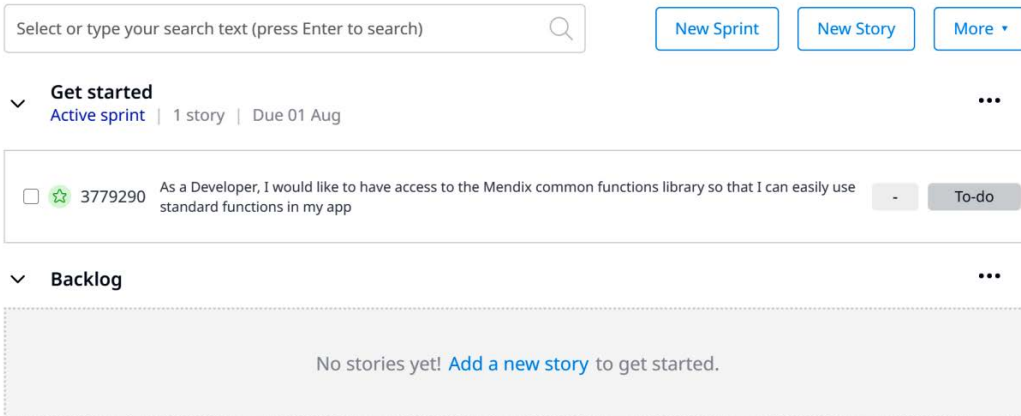 Select or type your search text (press Enter to search)
New Sprint
New Story
More
Get started
Active sprint | 1 story | Due 01 Aug
3779290
As a Developer, I would like to have access to the Mendix common functions library so that I can easily use
standard functions in my app
-
To-do
Backlog
No stories yet! Add a new story to get started.